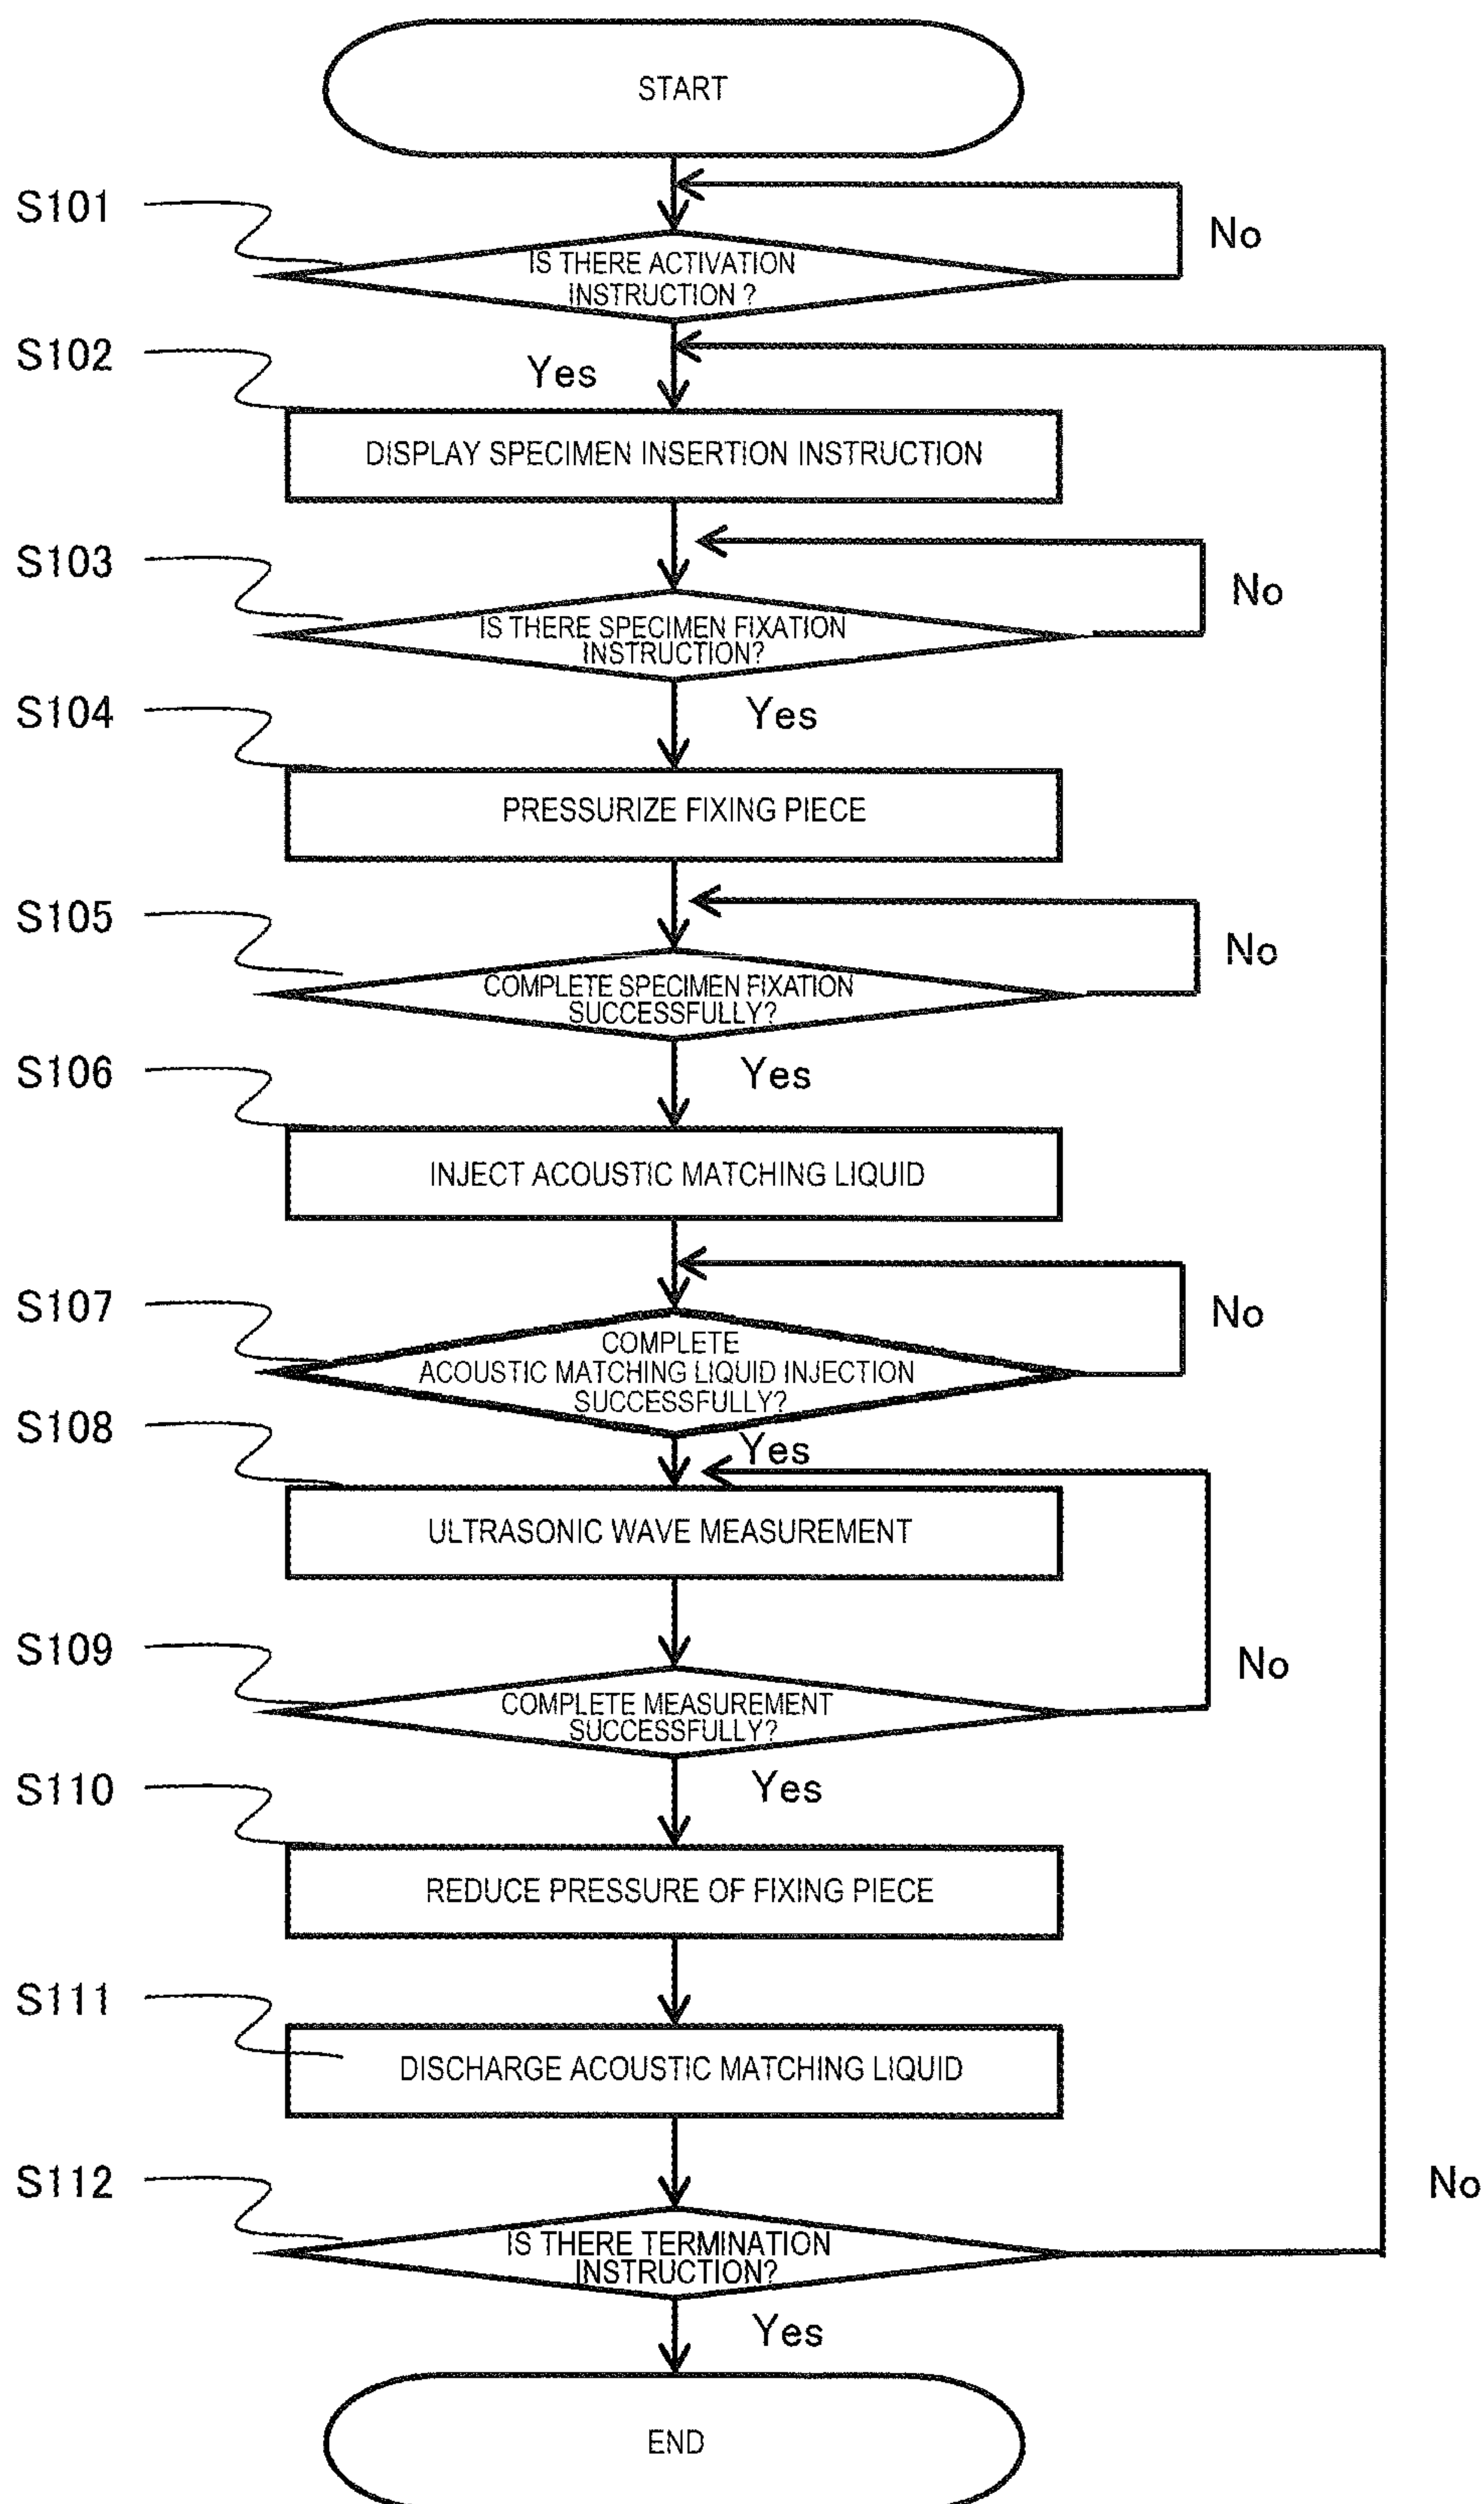 START
S101
No
IS THERE ACTIVATION
INSTRUCTION ?
S102
Yes
DISPLAY SPECIMEN INSERTION INSTRUCTION
S103
No
IS THERE SPECIMEN FIXATION
INSTRUCTION?
S104
Yes
PRESSURIZE FIXING PIECE
S105
No
COMPLETE SPECIMEN FIXATION
SUCCESSFULLY?
S106
Yes
INJECT ACOUSTIC MATCHING LIQUID
S107
No
COMPLETE
ACOUSTIC MATCHING LIQUID INJECTION
SUCCESSFULLY?
S108
Yes
ULTRASONIC WAVE MEASUREMENT
S109
No
COMPLETE MEASUREMENT
SUCCESSFULLY?
S110
Yes
REDUCE PRESSURE OF FIXING PIECE
S111
DISCHARGE ACOUSTIC MATCHING LIQUID
S112
No
IS THERE TERMINATION
INSTRUCTION?
Yes
END